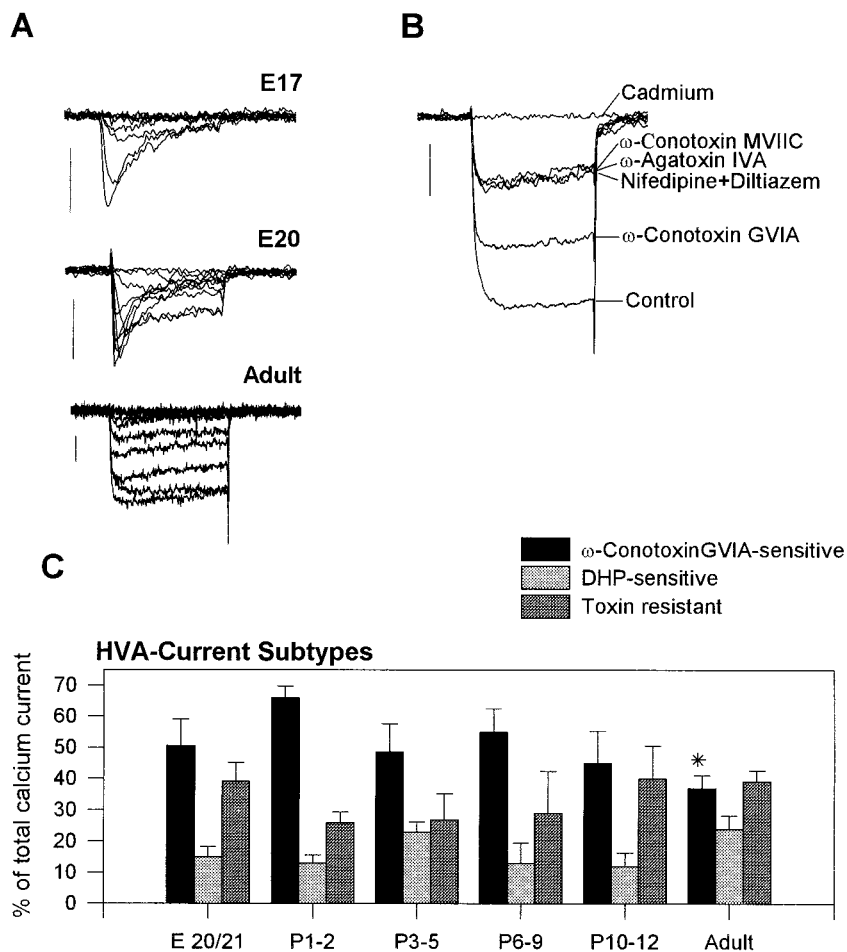 A
B
E17
Cadmium
ω-Conotoxin MVIIC
ω-Agatoxin IVA
Nifedipine+Diltiazem
E20
ω-Conotoxin GVIA
Control
Adult
C
ω-ConotoxinGVIA-sensitive
DHP-sensitive
Toxin resistant
HVA-Current Subtypes
% of total calcium current
70
60
50
40
30
20
10
0
*
E 20/21 P1-2 P3-5 P6-9 P10-12 Adult